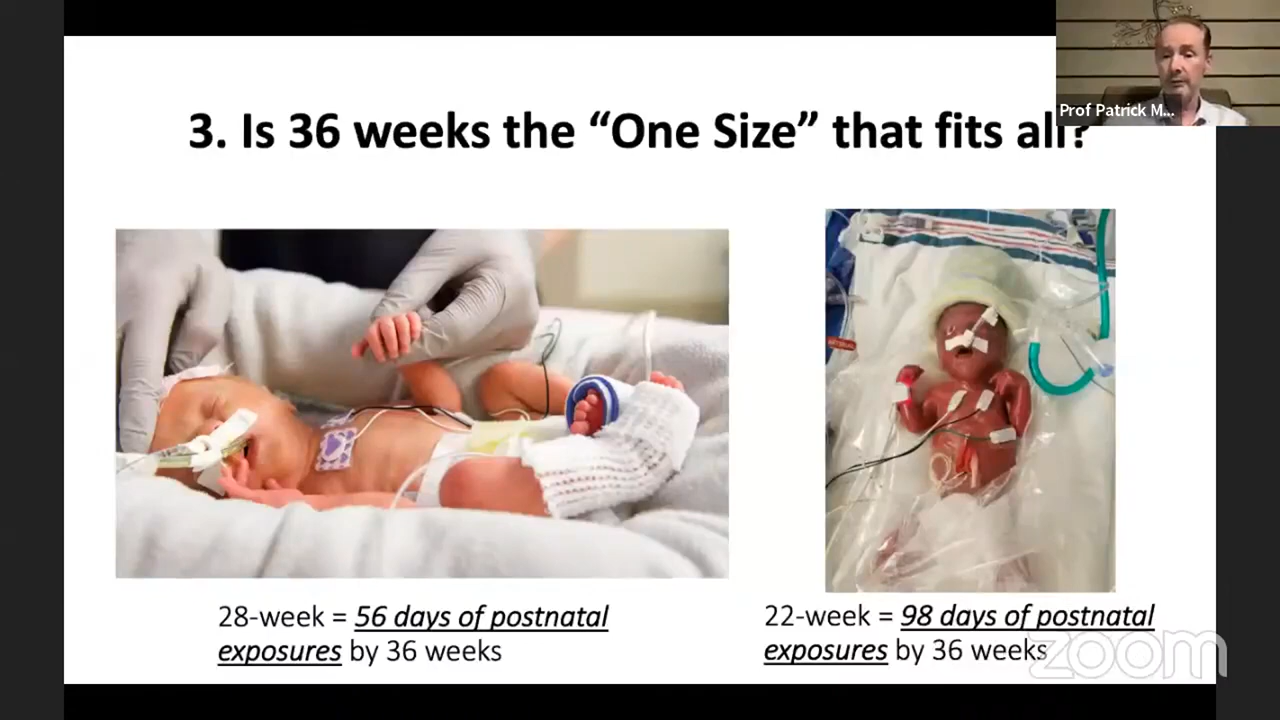 3. Is 36 weeks the “One Size” that fits all?
Prof Patrick M...
28-week = 56 days of postnatal
exposures by 36 weeks
22-week = 98 days of postnatal
exposures by 36 weeks
zoom